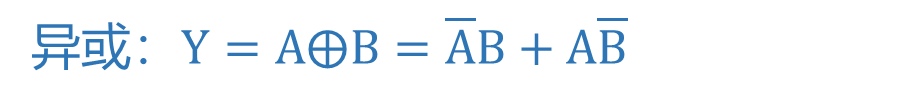 异或：Y = A⊕B = A̅B + AB̅